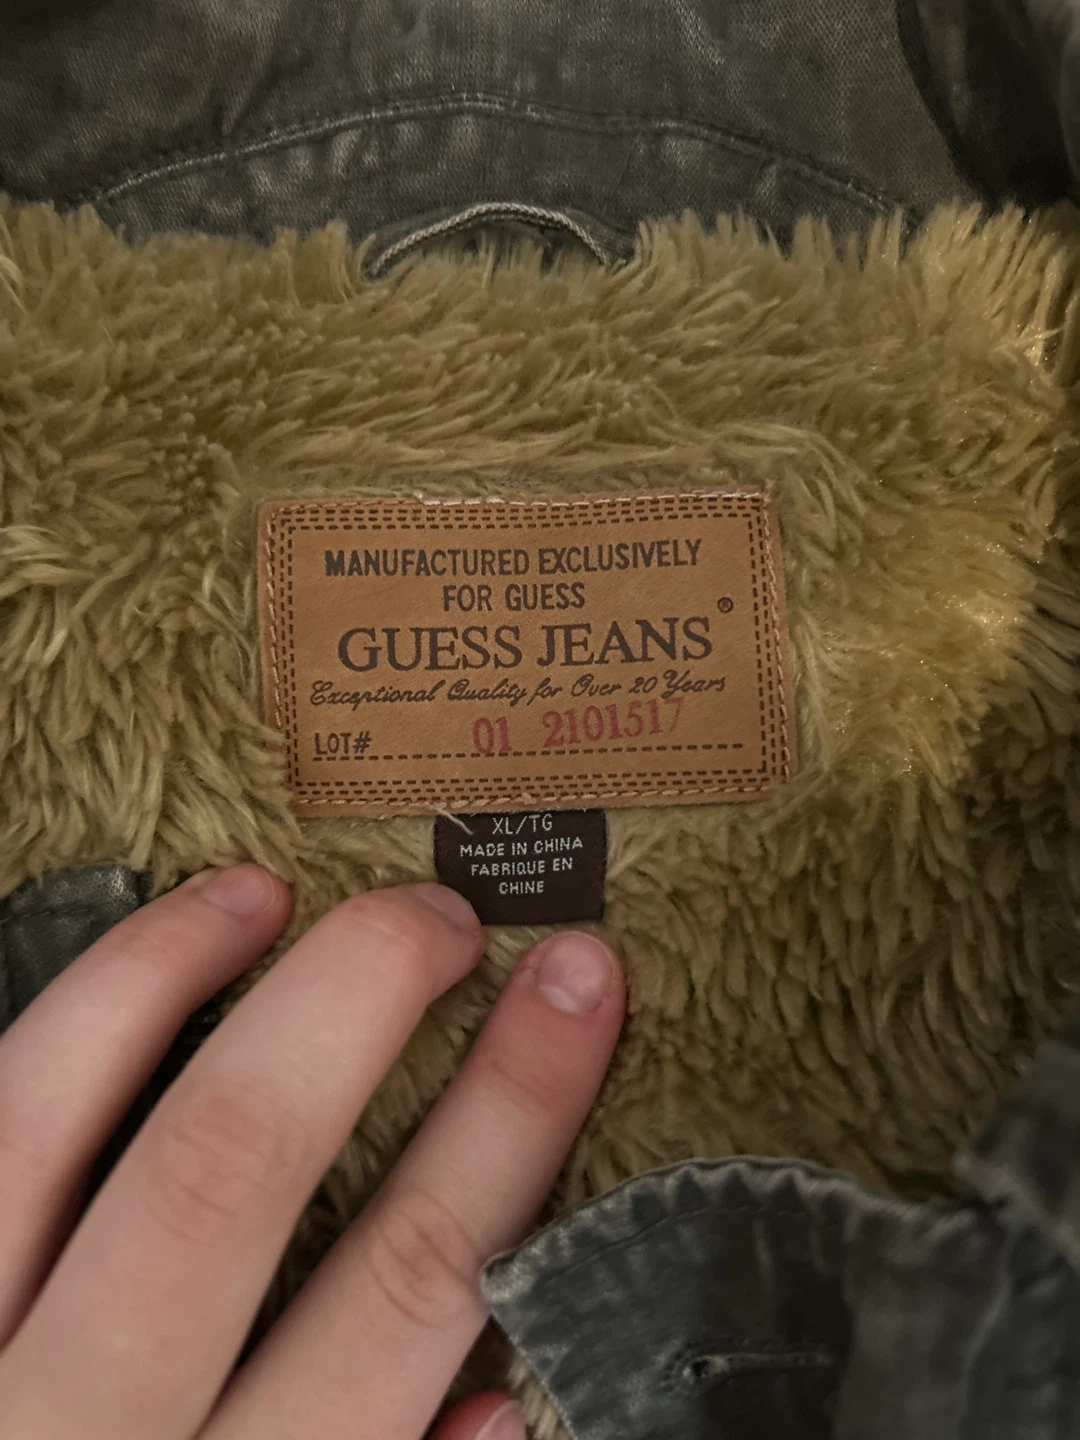 MANUFACTURED EXCLUSIVELY
FOR GUESS
GUESS JEANS®
Exceptional Quality for Over 20 Years
LOT# 01 2101517
XL/TG
MADE IN CHINA
FABRIQUE EN
CHINE